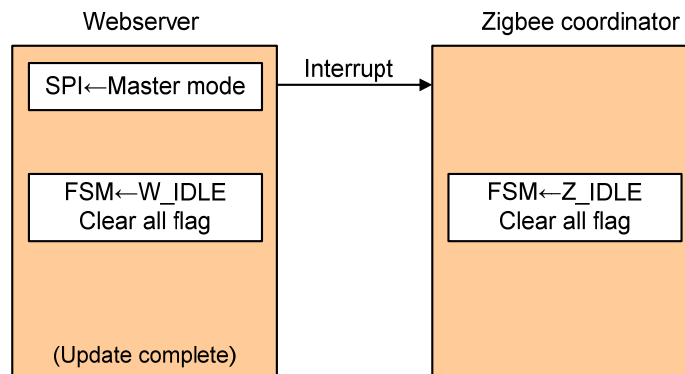 Webserver
Zigbee coordinator
SPI←Master mode
Interrupt
FSM←W_IDLE
Clear all flag
FSM←Z_IDLE
Clear all flag
(Update complete)